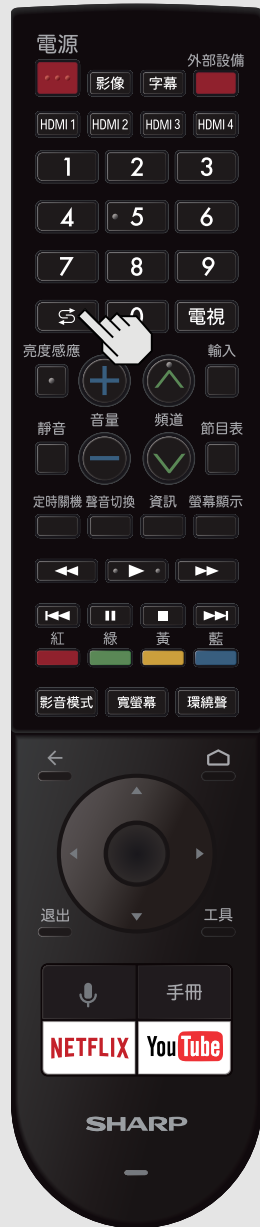 電源
外部設備
影像 字幕
HDMI 1 HDMI 2 HDMI 3 HDMI 4
1 2 3
4 5 6
7 8 9
0 電視
亮度感應 輸入
音量 頻道
靜音 節目表
定時關機 聲音切換 資訊 螢幕顯示
紅 綠 黃 藍
影音模式 寬螢幕 環繞聲
退出 工具
手冊
NETFLIX YouTube
SHARP